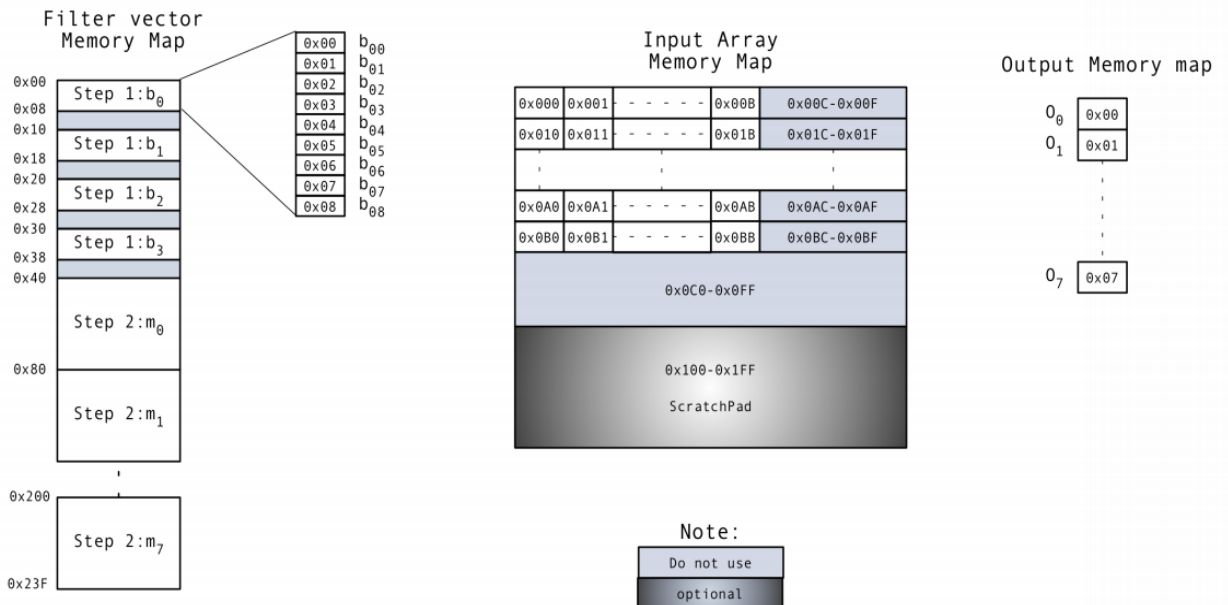 Filter vector
Memory Map
0x00
Step 1:b0
0x08
0x10
Step 1:b1
0x18
0x20
Step 1:b2
0x28
0x30
Step 1:b3
0x38
0x40
Step 2:m0
0x80
Step 2:m1
0x200
Step 2:m7
0x23F
0x00 b00
0x01 b01
0x02 b02
0x03 b03
0x04 b04
0x05 b05
0x06 b06
0x07 b07
0x08 b08
Input Array
Memory Map
0x000 0x001 - - - - - - 0x00B 0x00C-0x00F
0x010 0x011 - - - - - - 0x01B 0x01C-0x01F
0x0A0 0x0A1 - - - - - - 0x0AB 0x0AC-0x0AF
0x0B0 0x0B1 - - - - - - 0x0BB 0x0BC-0x0BF
0x0C0-0x0FF
0x100-0x1FF
ScratchPad
Output Memory map
O0 0x00
O1 0x01
O7 0x07
Note:
Do not use
optional